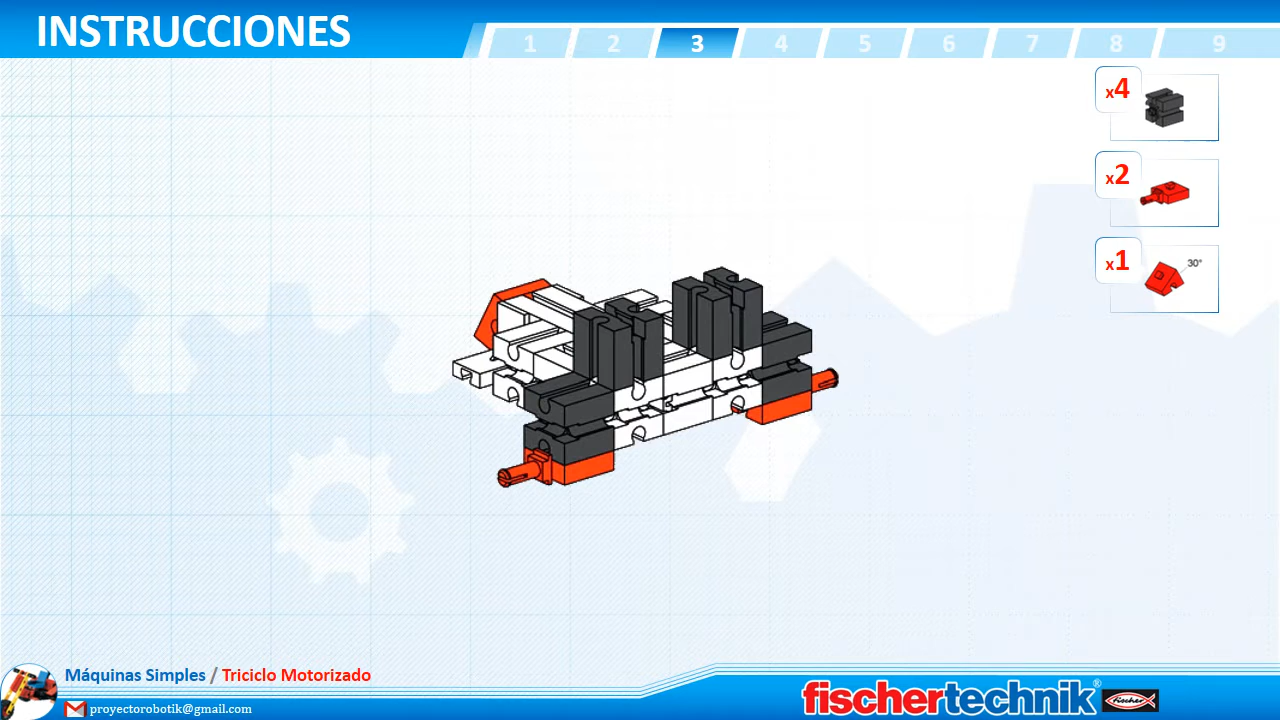 INSTRUCCIONES
1 2 3 4 5 6 7 8 9
x4
x2
x1
30°
Máquinas Simples / Triciclo Motorizado
proyectorobotik@gmail.com
fischertechnik®
fischer